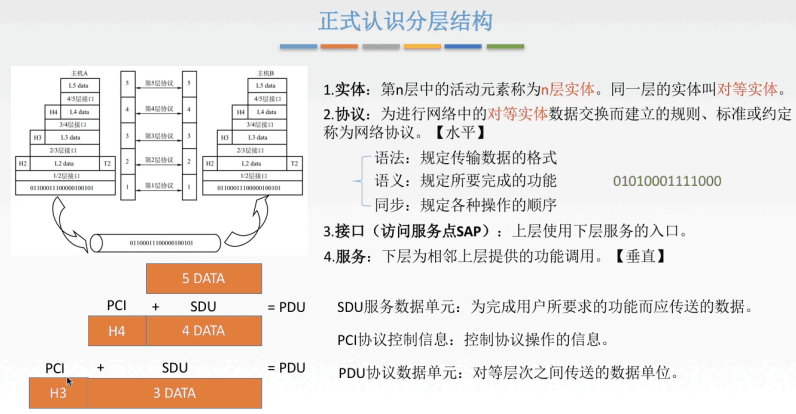 正式认识分层结构
主机A
主机B
L5 data
5
第5层协议
5
L5 data
4/5层接口
4/5层接口
H4
L4 data
4
第4层协议
4
H4
L4 data
3/4层接口
3/4层接口
H3
L3 data
3
第3层协议
3
H3
L3 data
2/3层接口
2/3层接口
H2
L2 data
T2
2
第2层协议
2
H2
L2 data
T2
1/2层接口
1/2层接口
01100011100000100101
1
第1层协议
1
01100011100000100101
01100011100000100101
1.实体：第n层中的活动元素称为n层实体。同一层的实体叫对等实体。
2.协议：为进行网络中的对等实体数据交换而建立的规则、标准或约定
称为网络协议。【水平】
语法：规定传输数据的格式
语义：规定所要完成的功能
01010001111000
同步：规定各种操作的顺序
3.接口（访问服务点SAP）：上层使用下层服务的入口。
4.服务：下层为相邻上层提供的功能调用。【垂直】
5 DATA
PCI + SDU = PDU
H4
4 DATA
PCI + SDU = PDU
H3
3 DATA
SDU服务数据单元：为完成用户所要求的功能而应传送的数据。
PCI协议控制信息：控制协议操作的信息。
PDU协议数据单元：对等层次之间传送的数据单位。